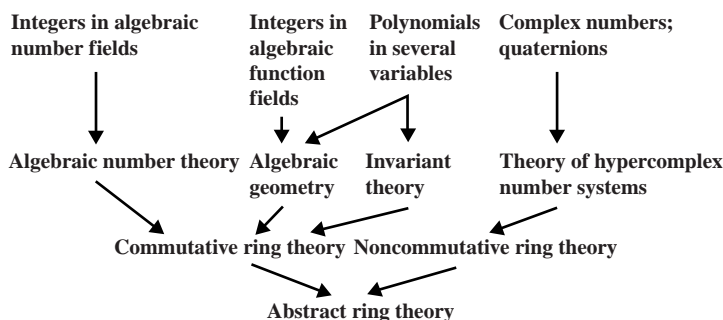 Integers in algebraic
number fields
Integers in
algebraic
function
fields
Polynomials
in several
variables
Complex numbers;
quaternions
Algebraic number theory
Algebraic
geometry
Invariant
theory
Theory of hypercomplex
number systems
Commutative ring theory
Noncommutative ring theory
Abstract ring theory